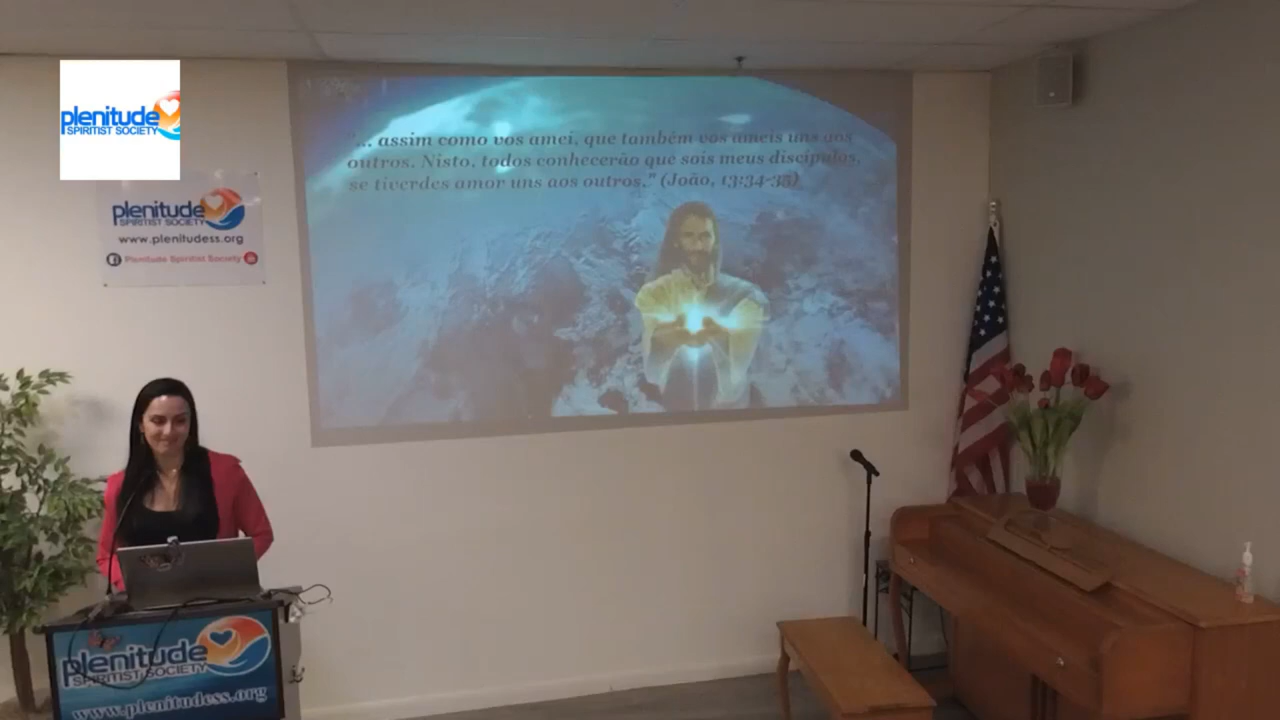 plenitude
SPIRITIST SOCIETY
plenitude
SPIRITIST SOCIETY
www.plenitudess.org
Plenitude Spiritist Society
"... assim como vos amei, que também vos ameis uns aos
outros. Nisto, todos conhecerão que sois meus discípulos,
se tiverdes amor uns aos outros." (João, 13:34-35)
plenitude
SPIRITIST SOCIETY
www.plenitudess.org